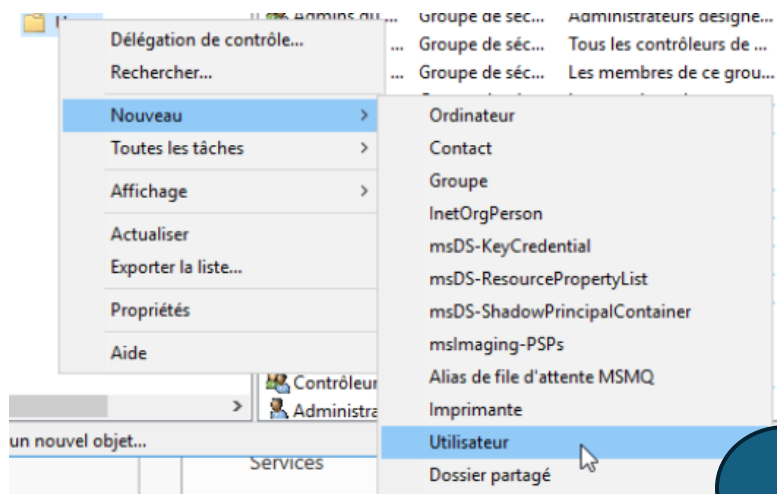 Admins du ... Groupe de séc... Administrateurs désigné...
... Groupe de séc... Tous les contrôleurs de ...
... Groupe de séc... Les membres de ce grou...
Délégation de contrôle...
Rechercher...
Nouveau >
Toutes les tâches >
Affichage >
Actualiser
Exporter la liste...
Propriétés
Aide
Ordinateur
Contact
Groupe
InetOrgPerson
msDS-KeyCredential
msDS-ResourcePropertyList
msDS-ShadowPrincipalContainer
msImaging-PSPs
Alias de file d'attente MSMQ
Imprimante
Utilisateur
Dossier partagé
Contrôleur
Administra
un nouvel objet...
Services